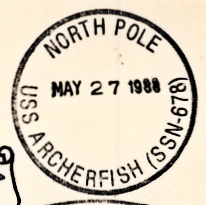 NORTH POLE
MAY 27 1988
USS ARCHERFISH (SSN-678)